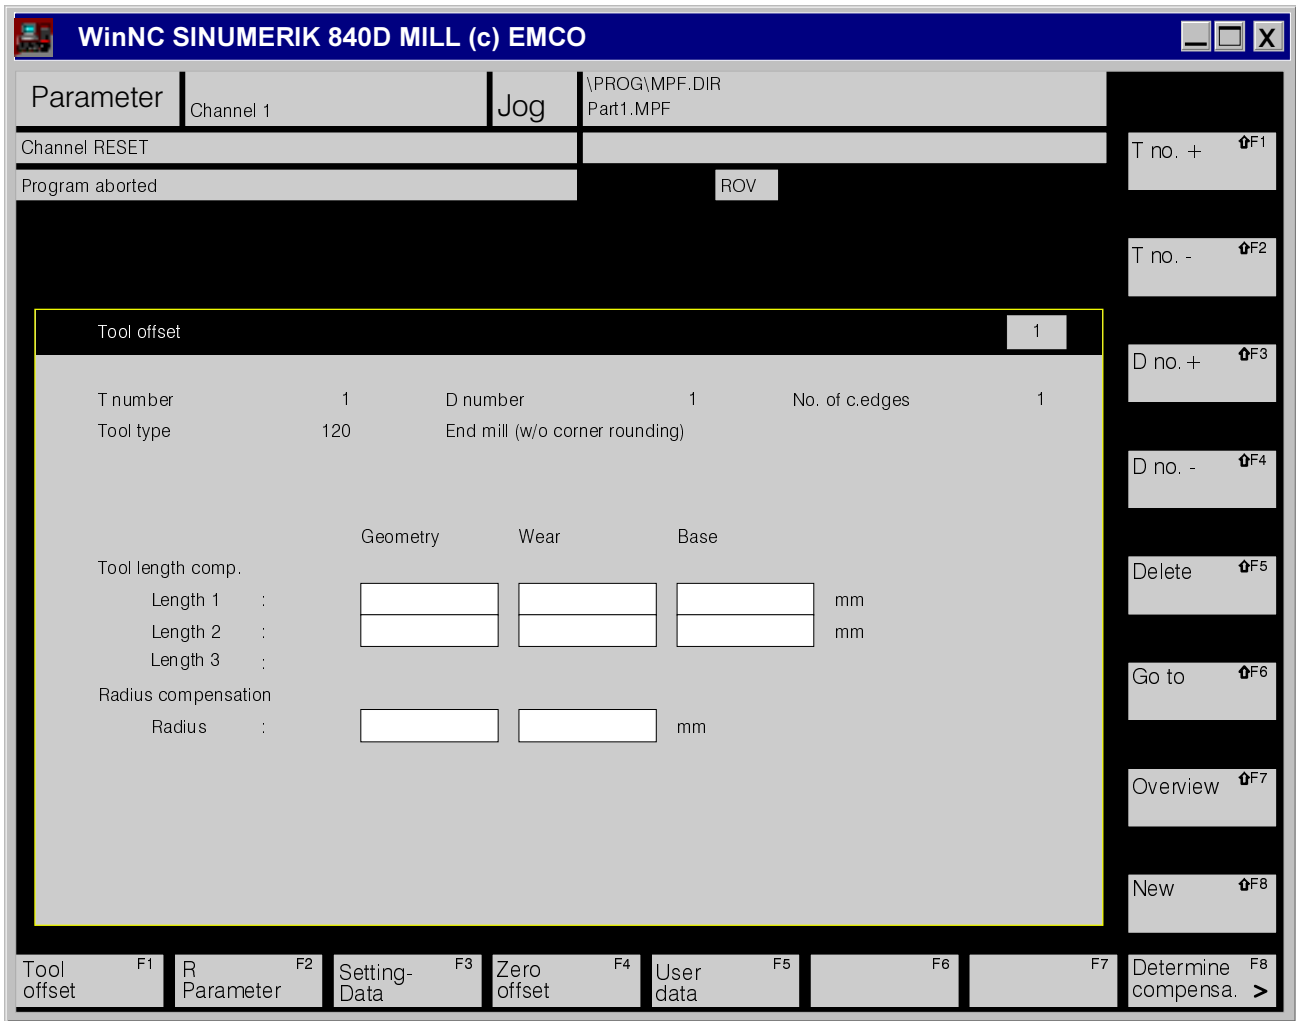 WinNC SINUMERIK 840D MILL (c) EMCO
Parameter
Channel 1
Jog
\PROG\MPF.DIR
Part1.MPF
Channel RESET
Program aborted
ROV
T no. + ⇧F1
T no. - ⇧F2
D no. + ⇧F3
D no. - ⇧F4
Delete ⇧F5
Go to ⇧F6
Overview ⇧F7
New ⇧F8
Tool offset 1
T number 1 D number 1 No. of c.edges 1
Tool type 120 End mill (w/o corner rounding)
Geometry Wear Base
Tool length comp.
Length 1 : mm
Length 2 : mm
Length 3 :
Radius compensation
Radius : mm
Tool F1
offset
R F2
Parameter
Setting- F3
Data
Zero F4
offset
User F5
data
F6
F7
Determine F8
compensa. >